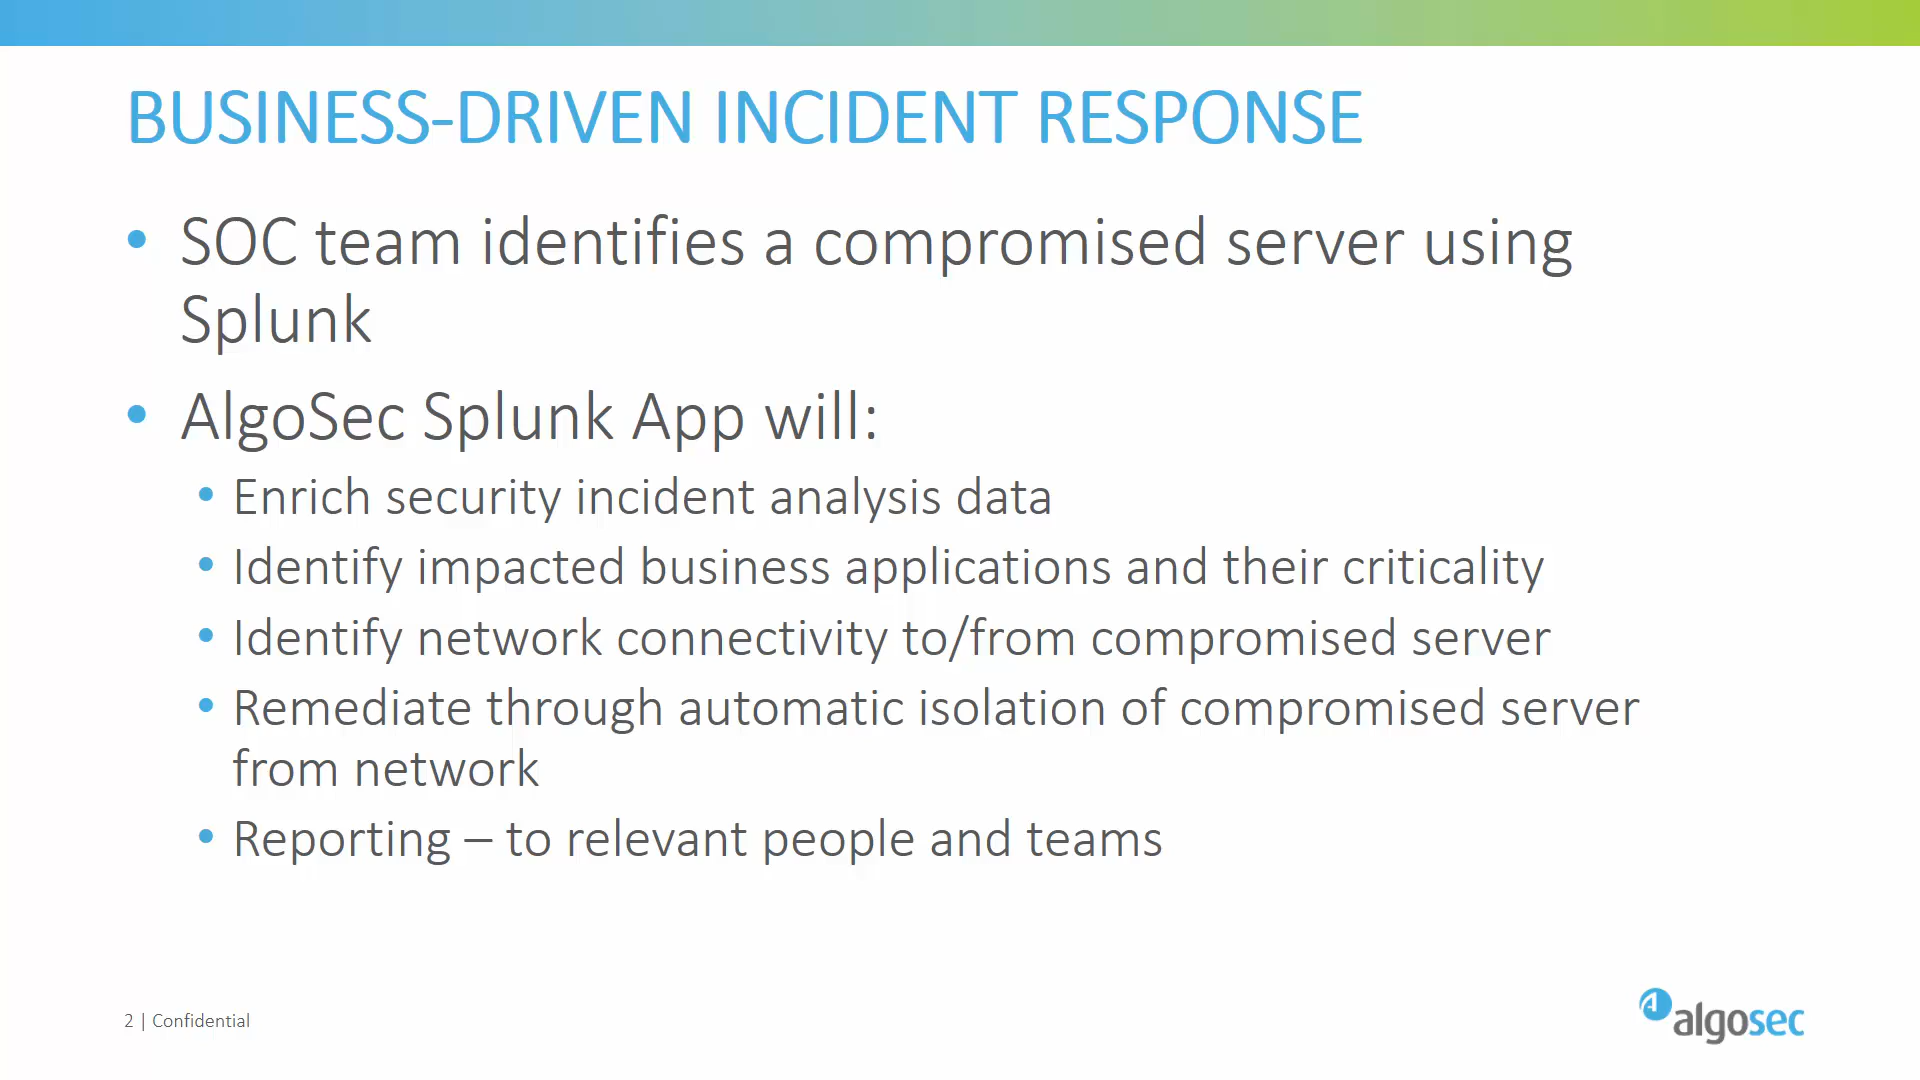 BUSINESS-DRIVEN INCIDENT RESPONSE
• SOC team identifies a compromised server using
Splunk
• AlgoSec Splunk App will:
• Enrich security incident analysis data
• Identify impacted business applications and their criticality
• Identify network connectivity to/from compromised server
• Remediate through automatic isolation of compromised server
from network
• Reporting – to relevant people and teams
2 | Confidential
algosec